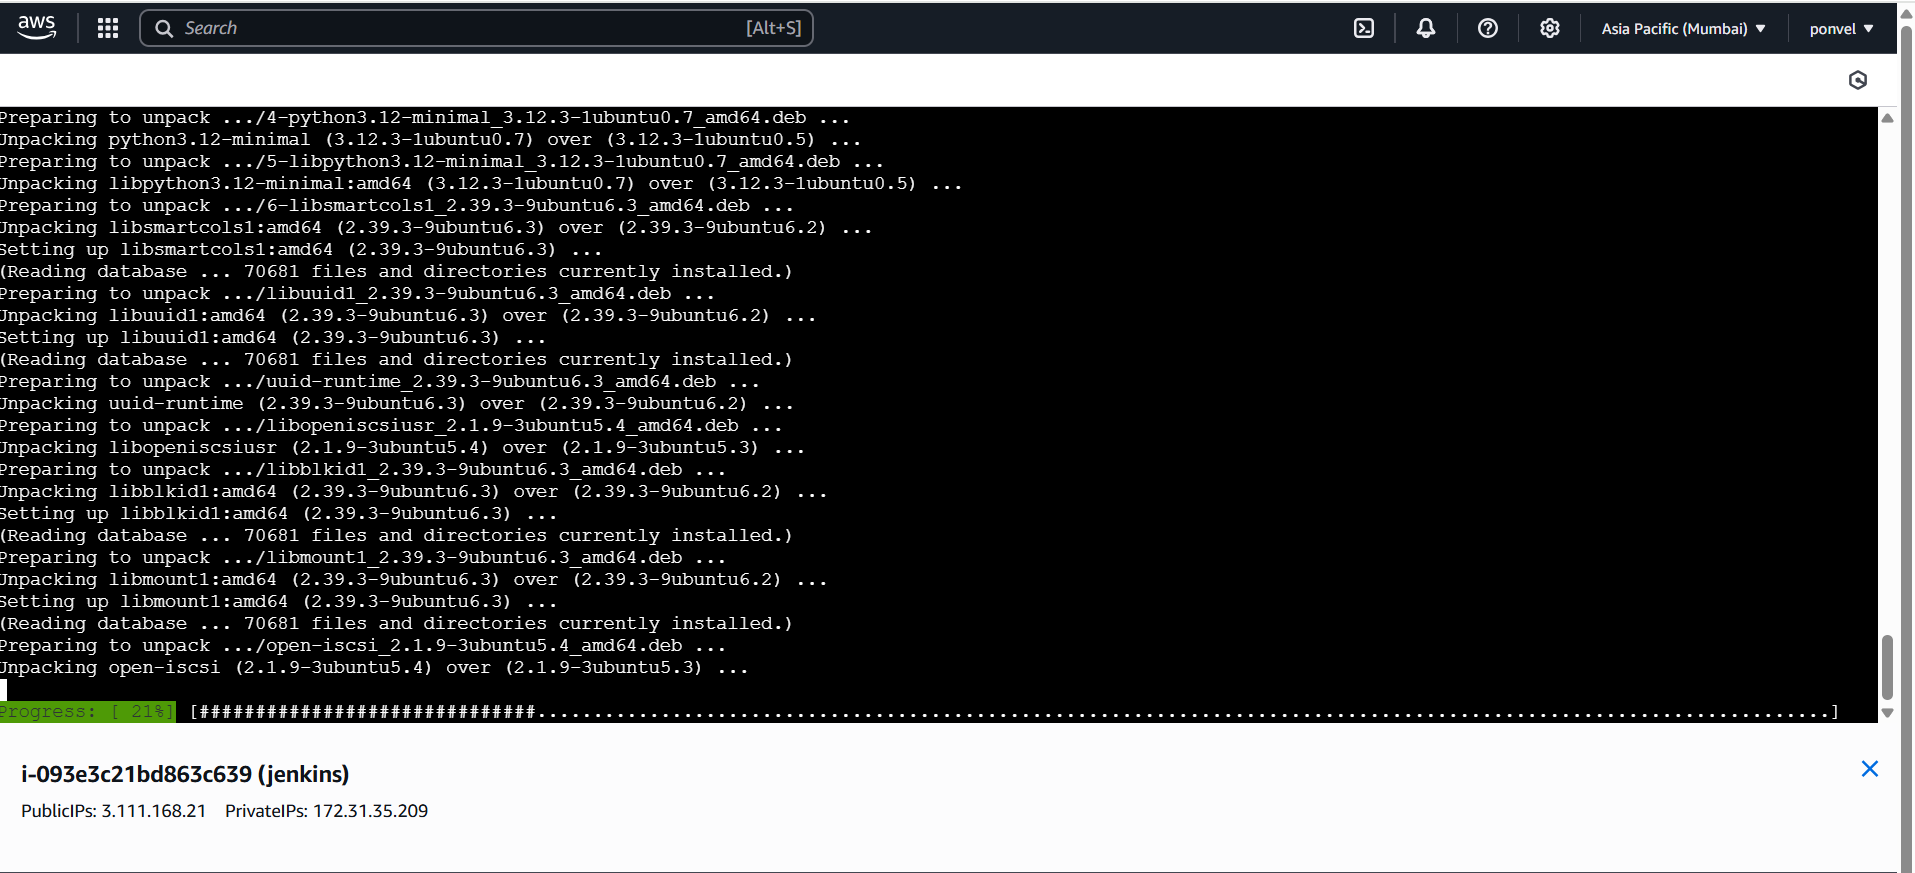 aws
Search [Alt+S]
Asia Pacific (Mumbai)
ponvel
Preparing to unpack .../4-python3.12-minimal_3.12.3-1ubuntu0.7_amd64.deb ...
Unpacking python3.12-minimal (3.12.3-1ubuntu0.7) over (3.12.3-1ubuntu0.5) ...
Preparing to unpack .../5-libpython3.12-minimal_3.12.3-1ubuntu0.7_amd64.deb ...
Unpacking libpython3.12-minimal:amd64 (3.12.3-1ubuntu0.7) over (3.12.3-1ubuntu0.5) ...
Preparing to unpack .../6-libsmartcols1_2.39.3-9ubuntu6.3_amd64.deb ...
Unpacking libsmartcols1:amd64 (2.39.3-9ubuntu6.3) over (2.39.3-9ubuntu6.2) ...
Setting up libsmartcols1:amd64 (2.39.3-9ubuntu6.3) ...
(Reading database ... 70681 files and directories currently installed.)
Preparing to unpack .../libuuid1_2.39.3-9ubuntu6.3_amd64.deb ...
Unpacking libuuid1:amd64 (2.39.3-9ubuntu6.3) over (2.39.3-9ubuntu6.2) ...
Setting up libuuid1:amd64 (2.39.3-9ubuntu6.3) ...
(Reading database ... 70681 files and directories currently installed.)
Preparing to unpack .../uuid-runtime_2.39.3-9ubuntu6.3_amd64.deb ...
Unpacking uuid-runtime (2.39.3-9ubuntu6.3) over (2.39.3-9ubuntu6.2) ...
Preparing to unpack .../libopeniscsiusr_2.1.9-3ubuntu5.4_amd64.deb ...
Unpacking libopeniscsiusr (2.1.9-3ubuntu5.4) over (2.1.9-3ubuntu5.3) ...
Preparing to unpack .../libblkid1_2.39.3-9ubuntu6.3_amd64.deb ...
Unpacking libblkid1:amd64 (2.39.3-9ubuntu6.3) over (2.39.3-9ubuntu6.2) ...
Setting up libblkid1:amd64 (2.39.3-9ubuntu6.3) ...
(Reading database ... 70681 files and directories currently installed.)
Preparing to unpack .../libmount1_2.39.3-9ubuntu6.3_amd64.deb ...
Unpacking libmount1:amd64 (2.39.3-9ubuntu6.3) over (2.39.3-9ubuntu6.2) ...
Setting up libmount1:amd64 (2.39.3-9ubuntu6.3) ...
(Reading database ... 70681 files and directories currently installed.)
Preparing to unpack .../open-iscsi_2.1.9-3ubuntu5.4_amd64.deb ...
Unpacking open-iscsi (2.1.9-3ubuntu5.4) over (2.1.9-3ubuntu5.3) ...
Progress: [ 21%] [##############################...................................................................................................................]
i-093e3c21bd863c639 (jenkins)
PublicIPs: 3.111.168.21 PrivateIPs: 172.31.35.209